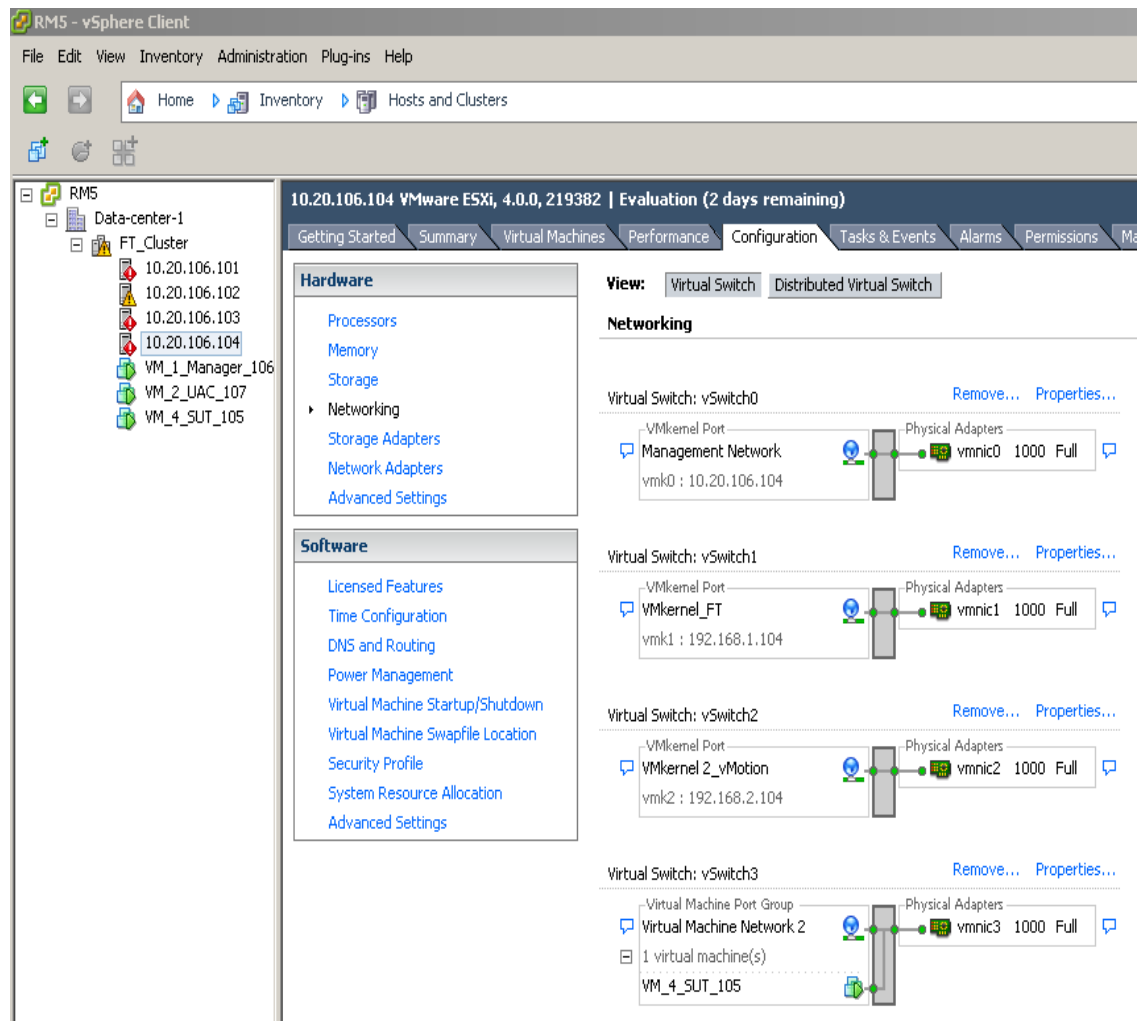 RM5 - vSphere Client
File Edit View Inventory Administration Plug-ins Help
Home Inventory Hosts and Clusters
RM5
Data-center-1
FT_Cluster
10.20.106.101
10.20.106.102
10.20.106.103
10.20.106.104
VM_1_Manager_106
VM_2_UAC_107
VM_4_SUT_105
10.20.106.104 VMware ESXi, 4.0.0, 219382 | Evaluation (2 days remaining)
Getting Started Summary Virtual Machines Performance Configuration Tasks & Events Alarms Permissions Ma
Hardware
Processors
Memory
Storage
Networking
Storage Adapters
Network Adapters
Advanced Settings
Software
Licensed Features
Time Configuration
DNS and Routing
Power Management
Virtual Machine Startup/Shutdown
Virtual Machine Swapfile Location
Security Profile
System Resource Allocation
Advanced Settings
View: Virtual Switch Distributed Virtual Switch
Networking
Virtual Switch: vSwitch0 Remove... Properties...
VMkernel Port Physical Adapters
Management Network vmnic0 1000 Full
vmk0 : 10.20.106.104
Virtual Switch: vSwitch1 Remove... Properties...
VMkernel Port Physical Adapters
VMkernel_FT vmnic1 1000 Full
vmk1 : 192.168.1.104
Virtual Switch: vSwitch2 Remove... Properties...
VMkernel Port Physical Adapters
VMkernel 2_vMotion vmnic2 1000 Full
vmk2 : 192.168.2.104
Virtual Switch: vSwitch3 Remove... Properties...
Virtual Machine Port Group Physical Adapters
Virtual Machine Network 2 vmnic3 1000 Full
1 virtual machine(s)
VM_4_SUT_105